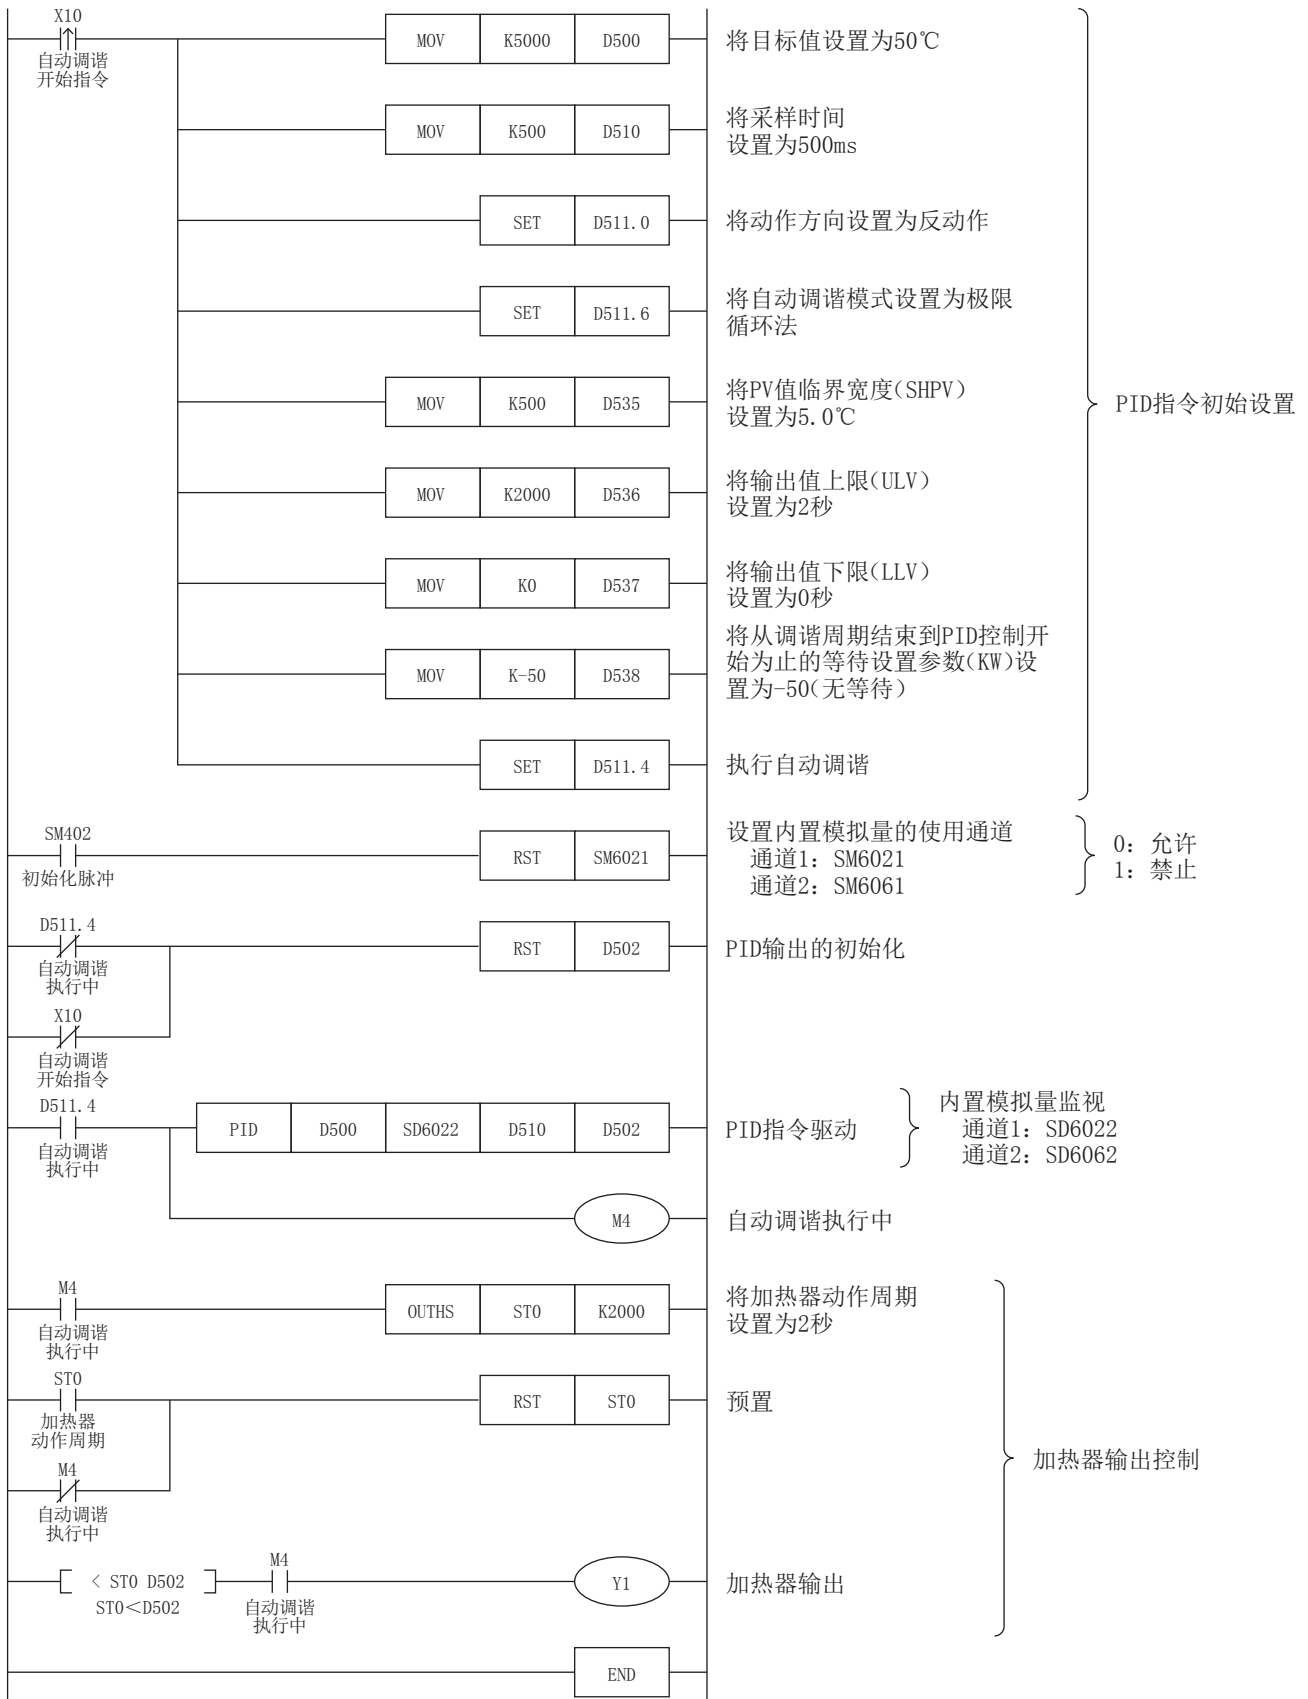 X10
自动调谐
开始指令
MOV K5000 D500
将目标值设置为50℃
MOV K500 D510
将采样时间
设置为500ms
SET D511.0
将动作方向设置为反动作
SET D511.6
将自动调谐模式设置为极限
循环法
MOV K500 D535
将PV值临界宽度(SHPV)
设置为5.0℃
PID指令初始设置
MOV K2000 D536
将输出值上限(ULV)
设置为2秒
MOV K0 D537
将输出值下限(LLV)
设置为0秒
MOV K-50 D538
将从调谐周期结束到PID控制开
始为止的等待设置参数(KW)设
置为-50(无等待)
SET D511.4
执行自动调谐
SM402
初始化脉冲
RST SM6021
设置内置模拟量的使用通道
通道1: SM6021
通道2: SM6061
0: 允许
1: 禁止
D511.4
自动调谐
执行中
RST D502
PID输出的初始化
X10
自动调谐
开始指令
D511.4
自动调谐
执行中
PID D500 SD6022 D510 D502
PID指令驱动
内置模拟量监视
通道1: SD6022
通道2: SD6062
M4
自动调谐执行中
M4
自动调谐
执行中
OUTHS ST0 K2000
将加热器动作周期
设置为2秒
ST0
加热器
动作周期
RST ST0
预置
M4
自动调谐
执行中
加热器输出控制
< ST0 D502
ST0＜D502
M4
自动调谐
执行中
Y1
加热器输出
END